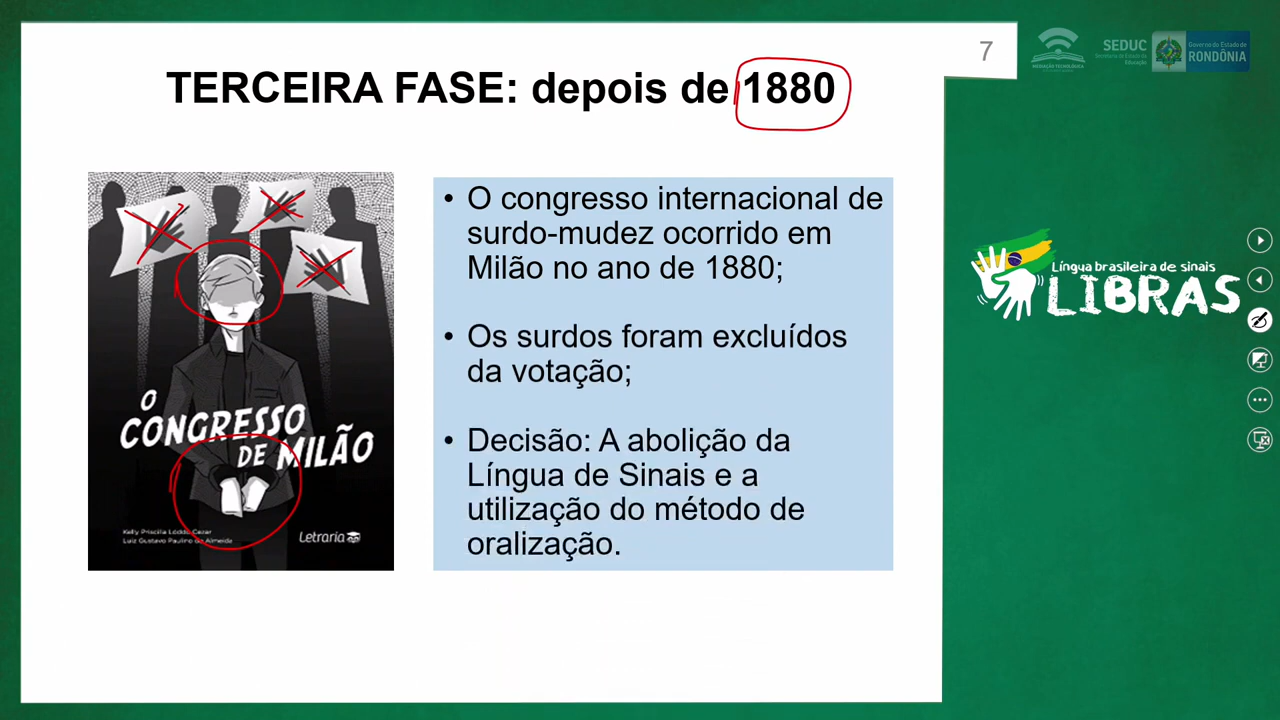 7
SEDUC
Secretaria de Estado da
Educação
Governo do Estado de
RONDÔNIA
MEDIAÇÃO TECNOLÓGICA
TERCEIRA FASE: depois de 1880
O
CONGRESSO
DE MILÃO
Kelly Priscilla Lóddo Cezar
Luiz Gustavo Paulino de Almeida
Letraria
• O congresso internacional de
surdo-mudez ocorrido em
Milão no ano de 1880;
• Os surdos foram excluídos
da votação;
• Decisão: A abolição da
Língua de Sinais e a
utilização do método de
oralização.
Língua brasileira de sinais
LIBRAS